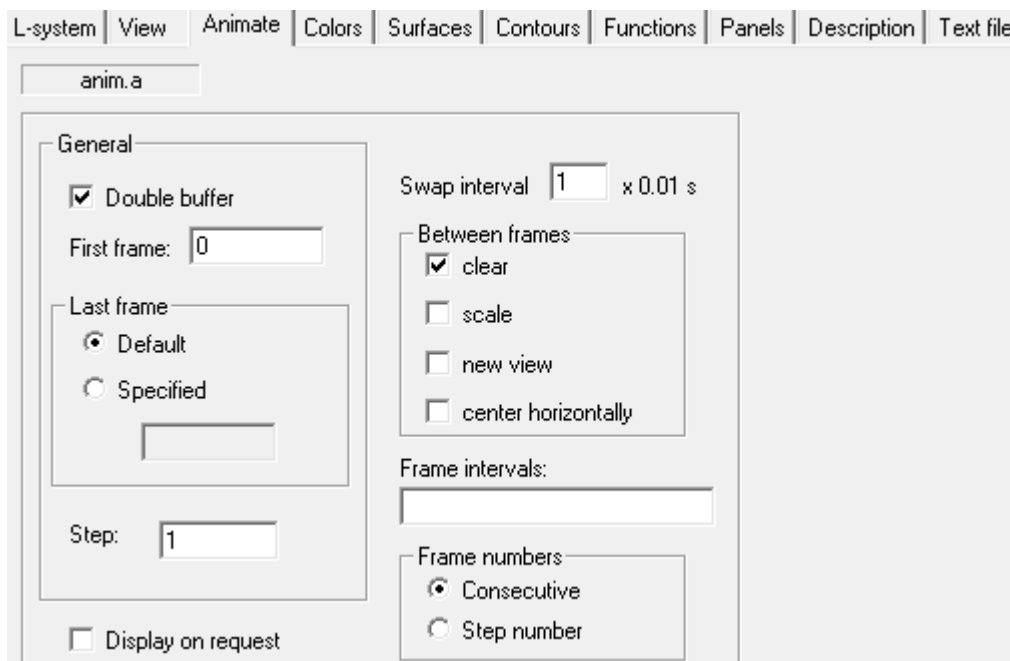 L-system View Animate Colors Surfaces Contours Functions Panels Description Text file
anim.a
General
Double buffer
First frame: 0
Last frame
Default
Specified
Step: 1
Display on request
Swap interval 1 x 0.01 s
Between frames
clear
scale
new view
center horizontally
Frame intervals:
Frame numbers
Consecutive
Step number